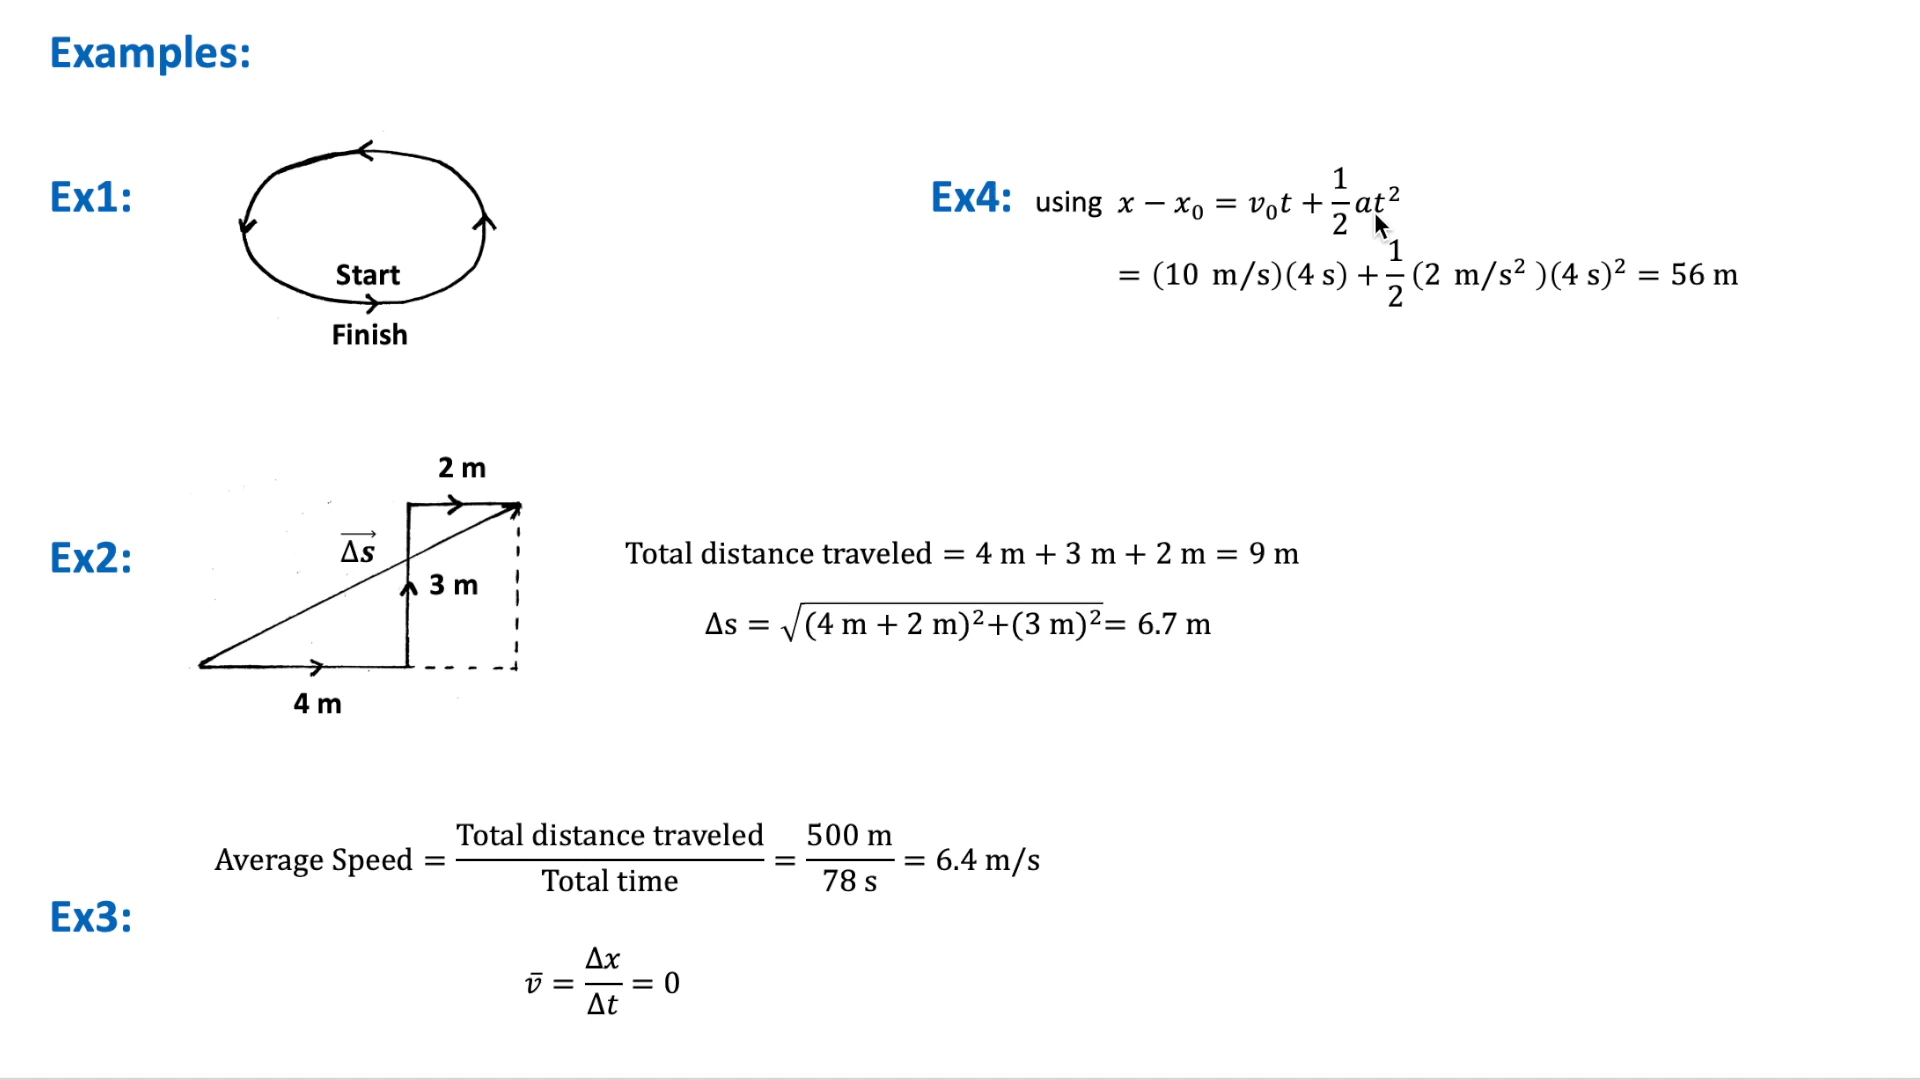 Examples:
Ex1:
Start
Finish
Ex2:
2 m
Δs⃗
3 m
4 m
Total distance traveled = 4 m + 3 m + 2 m = 9 m
Δs = √((4 m + 2 m)²+(3 m)²)= 6.7 m
Ex3:
Average Speed = Total distance traveled / Total time = 500 m / 78 s = 6.4 m/s
v̄ = Δx / Δt = 0
Ex4: using x − x₀ = v₀t + 1/2 at²
= (10 m/s)(4 s) + 1/2 (2 m/s² )(4 s)² = 56 m